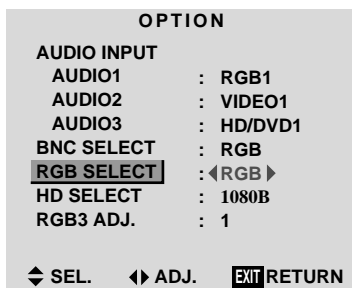 OPTION
AUDIO INPUT
AUDIO1 : RGB1
AUDIO2 : VIDEO1
AUDIO3 : HD/DVD1
BNC SELECT : RGB
RGB SELECT : ◀RGB▶
HD SELECT : 1080B
RGB3 ADJ. : 1
SEL. ADJ. EXIT RETURN